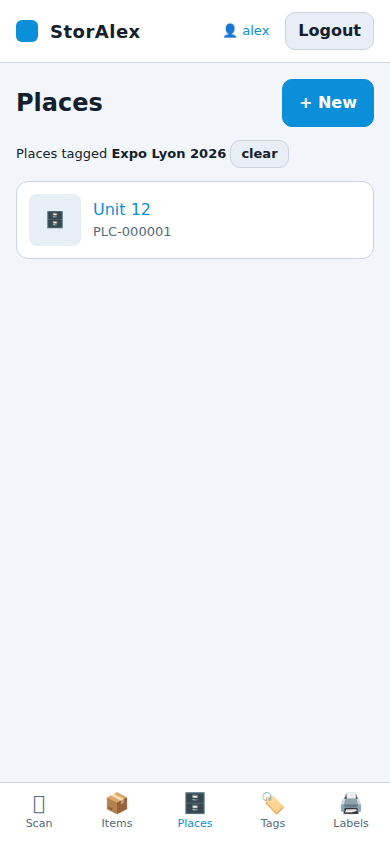 StorAlex
alex
Logout
Places
+ New
Places tagged Expo Lyon 2026 clear
Unit 12
PLC-000001
Scan
Items
Places
Tags
Labels